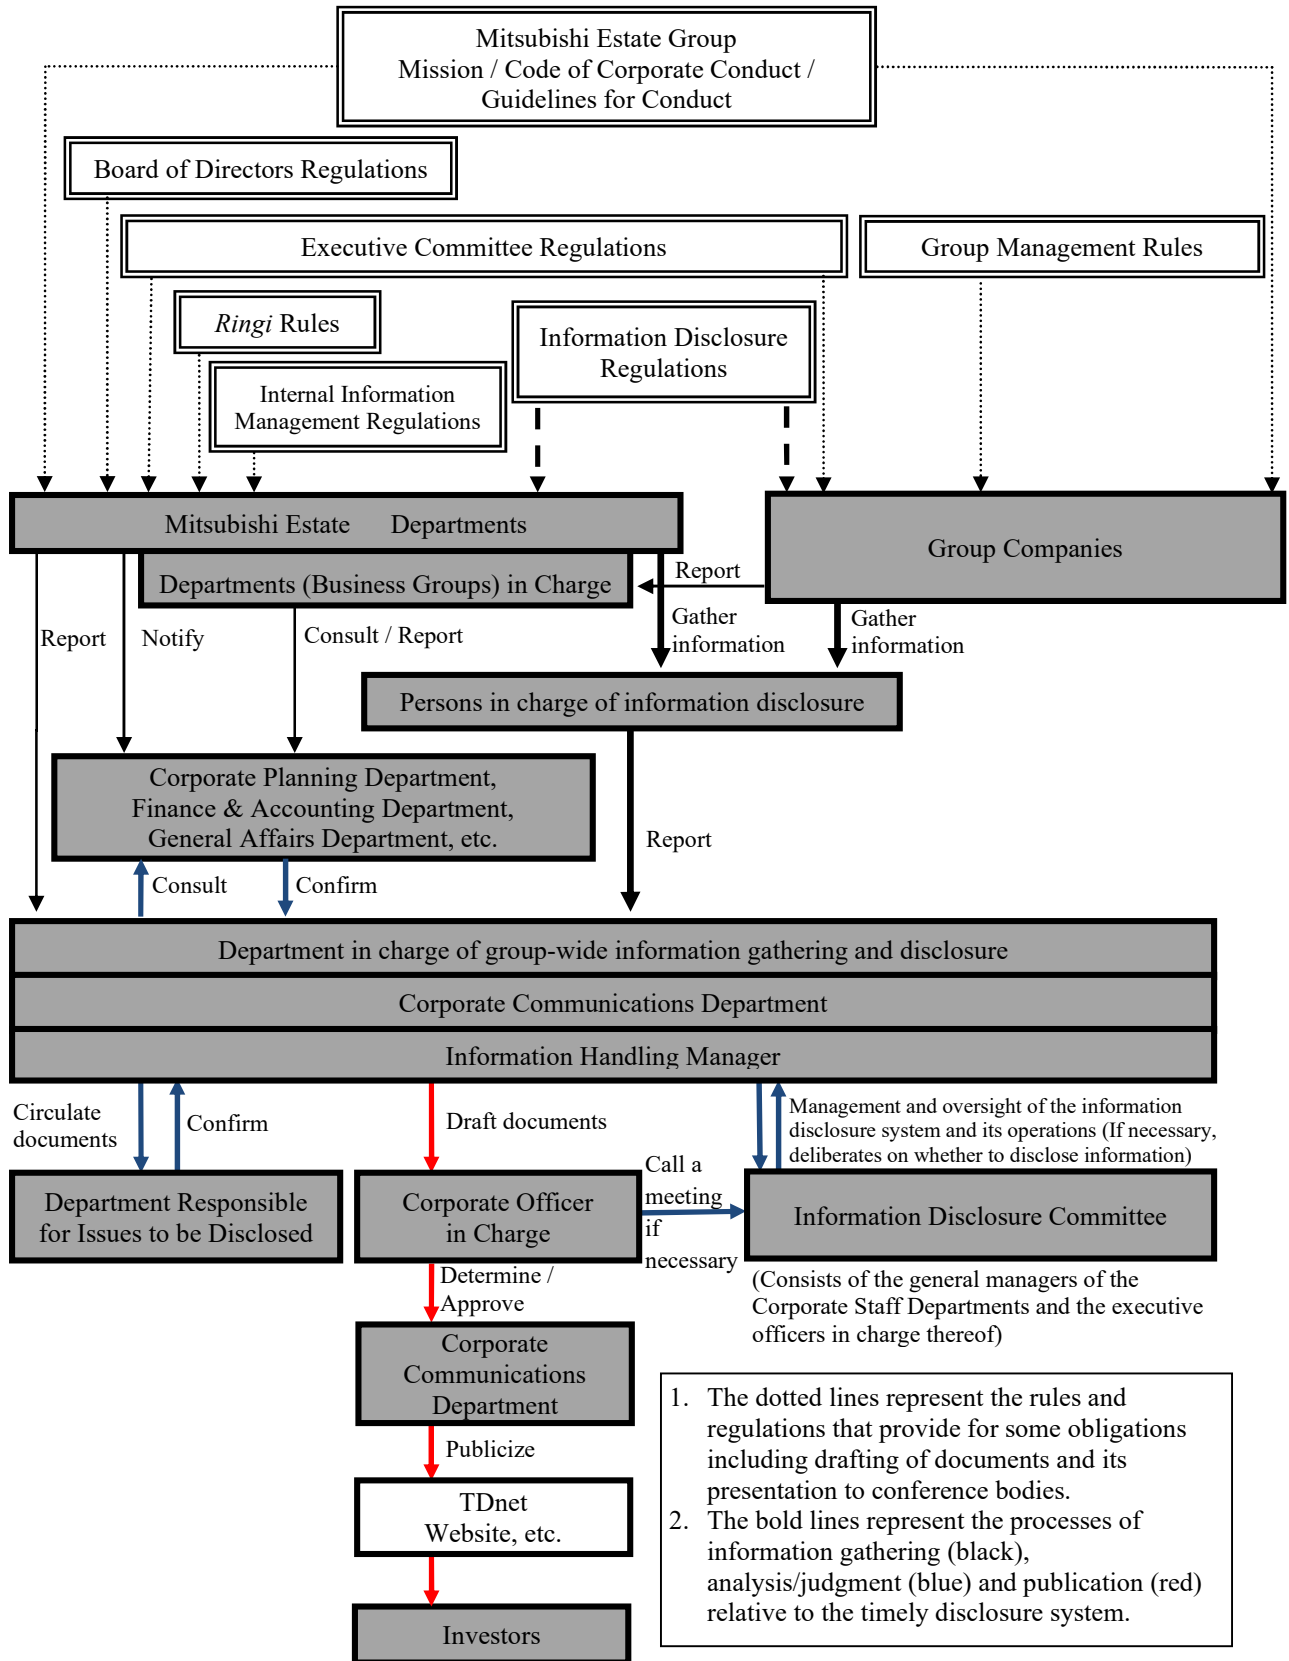 Mitsubishi Estate Group
Mission / Code of Corporate Conduct /
Guidelines for Conduct
Board of Directors Regulations
Executive Committee Regulations
Group Management Rules
Ringi Rules
Information Disclosure
Regulations
Internal Information
Management Regulations
Mitsubishi Estate Departments
Group Companies
Departments (Business Groups) in Charge
Report
Report
Notify
Consult / Report
Gather
information
Gather
information
Persons in charge of information disclosure
Corporate Planning Department,
Finance & Accounting Department,
General Affairs Department, etc.
Report
Consult
Confirm
Department in charge of group-wide information gathering and disclosure
Corporate Communications Department
Information Handling Manager
Circulate
documents
Confirm
Draft documents
Management and oversight of the information
disclosure system and its operations (If necessary,
deliberates on whether to disclose information)
Call a
meeting
if
necessary
Department Responsible
for Issues to be Disclosed
Corporate Officer
in Charge
Information Disclosure Committee
(Consists of the general managers of the
Corporate Staff Departments and the executive
officers in charge thereof)
Determine /
Approve
Corporate
Communications
Department
Publicize
TDnet
Website, etc.
Investors
1. The dotted lines represent the rules and
regulations that provide for some obligations
including drafting of documents and its
presentation to conference bodies.
2. The bold lines represent the processes of
information gathering (black),
analysis/judgment (blue) and publication (red)
relative to the timely disclosure system.